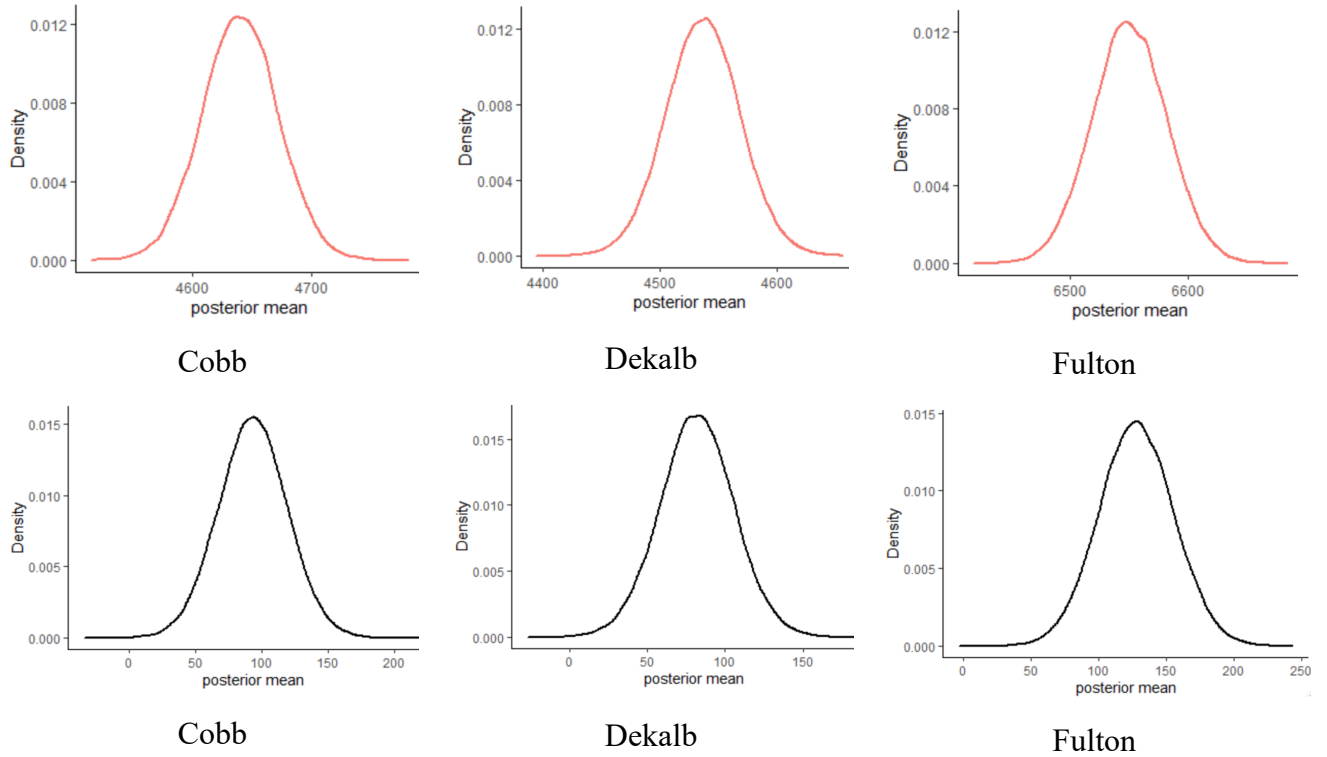 Density
0.012
0.008
0.004
0.000
4600 4700
posterior mean
Cobb
Density
0.012
0.008
0.004
0.000
4400 4500 4600
posterior mean
Dekalb
Density
0.012
0.008
0.004
0.000
6500 6600
posterior mean
Fulton
Density
0.015
0.010
0.005
0.000
0 50 100 150 200
posterior mean
Cobb
Density
0.015
0.010
0.005
0.000
0 50 100 150
posterior mean
Dekalb
Density
0.015
0.010
0.005
0.000
0 50 100 150 200 250
posterior mean
Fulton